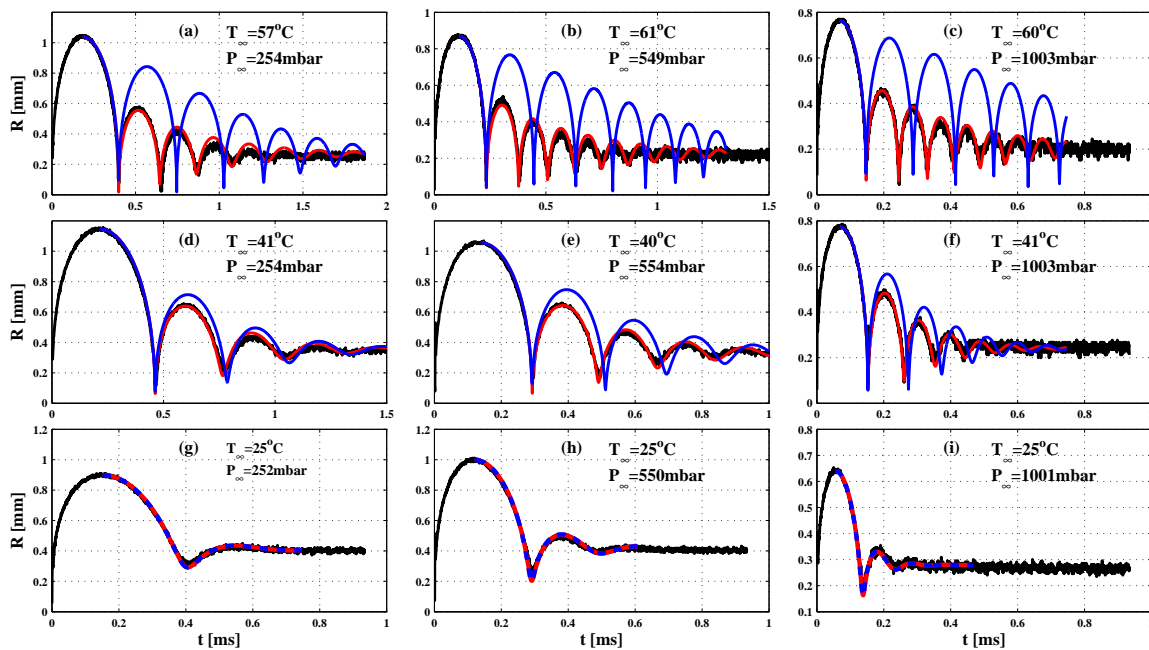 (a)
T∞=57°C
P∞=254mbar
R [mm]
1
0.8
0.6
0.4
0.2
0
0 0.5 1 1.5 2
(b)
T∞=61°C
P∞=549mbar
1
0.8
0.6
0.4
0.2
0
0 0.5 1 1.5
(c)
T∞=60°C
P∞=1003mbar
0.8
0.6
0.4
0.2
0
0 0.2 0.4 0.6 0.8
(d)
T∞=41°C
P∞=254mbar
R [mm]
1
0.8
0.6
0.4
0.2
0
0 0.5 1 1.5
(e)
T∞=40°C
P∞=554mbar
1.2
1
0.8
0.6
0.4
0.2
0
0 0.2 0.4 0.6 0.8 1
(f)
T∞=41°C
P∞=1003mbar
0.8
0.6
0.4
0.2
0
0 0.2 0.4 0.6 0.8
(g)
T∞=25°C
P∞=252mbar
R [mm]
1.2
1
0.8
0.6
0.4
0.2
0
0 0.2 0.4 0.6 0.8 1
t [ms]
(h)
T∞=25°C
P∞=550mbar
1.2
1
0.8
0.6
0.4
0.2
0
0 0.2 0.4 0.6 0.8 1
t [ms]
(i)
T∞=25°C
P∞=1001mbar
0.8
0.7
0.6
0.5
0.4
0.3
0.2
0.1
0 0.2 0.4 0.6 0.8
t [ms]